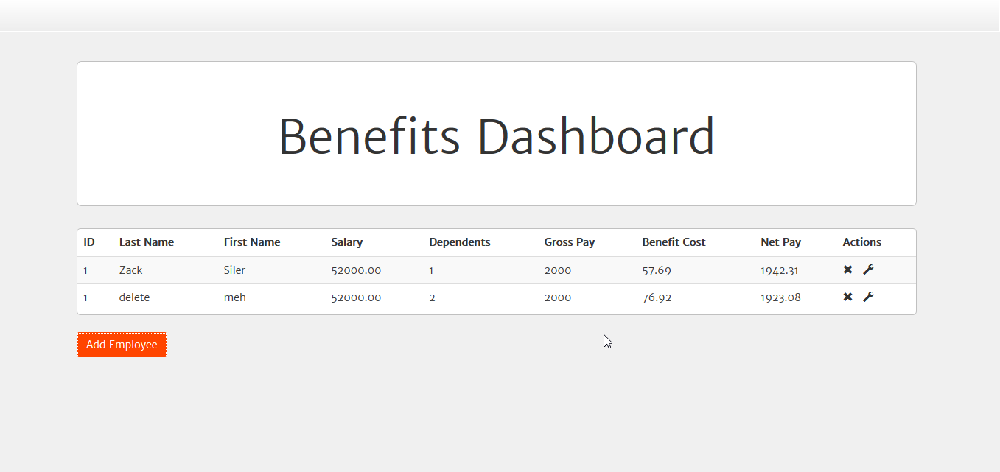 Benefits Dashboard
ID Last Name First Name Salary Dependents Gross Pay Benefit Cost Net Pay Actions
1 Zack Siler 52000.00 1 2000 57.69 1942.31
1 delete meh 52000.00 2 2000 76.92 1923.08
Add Employee